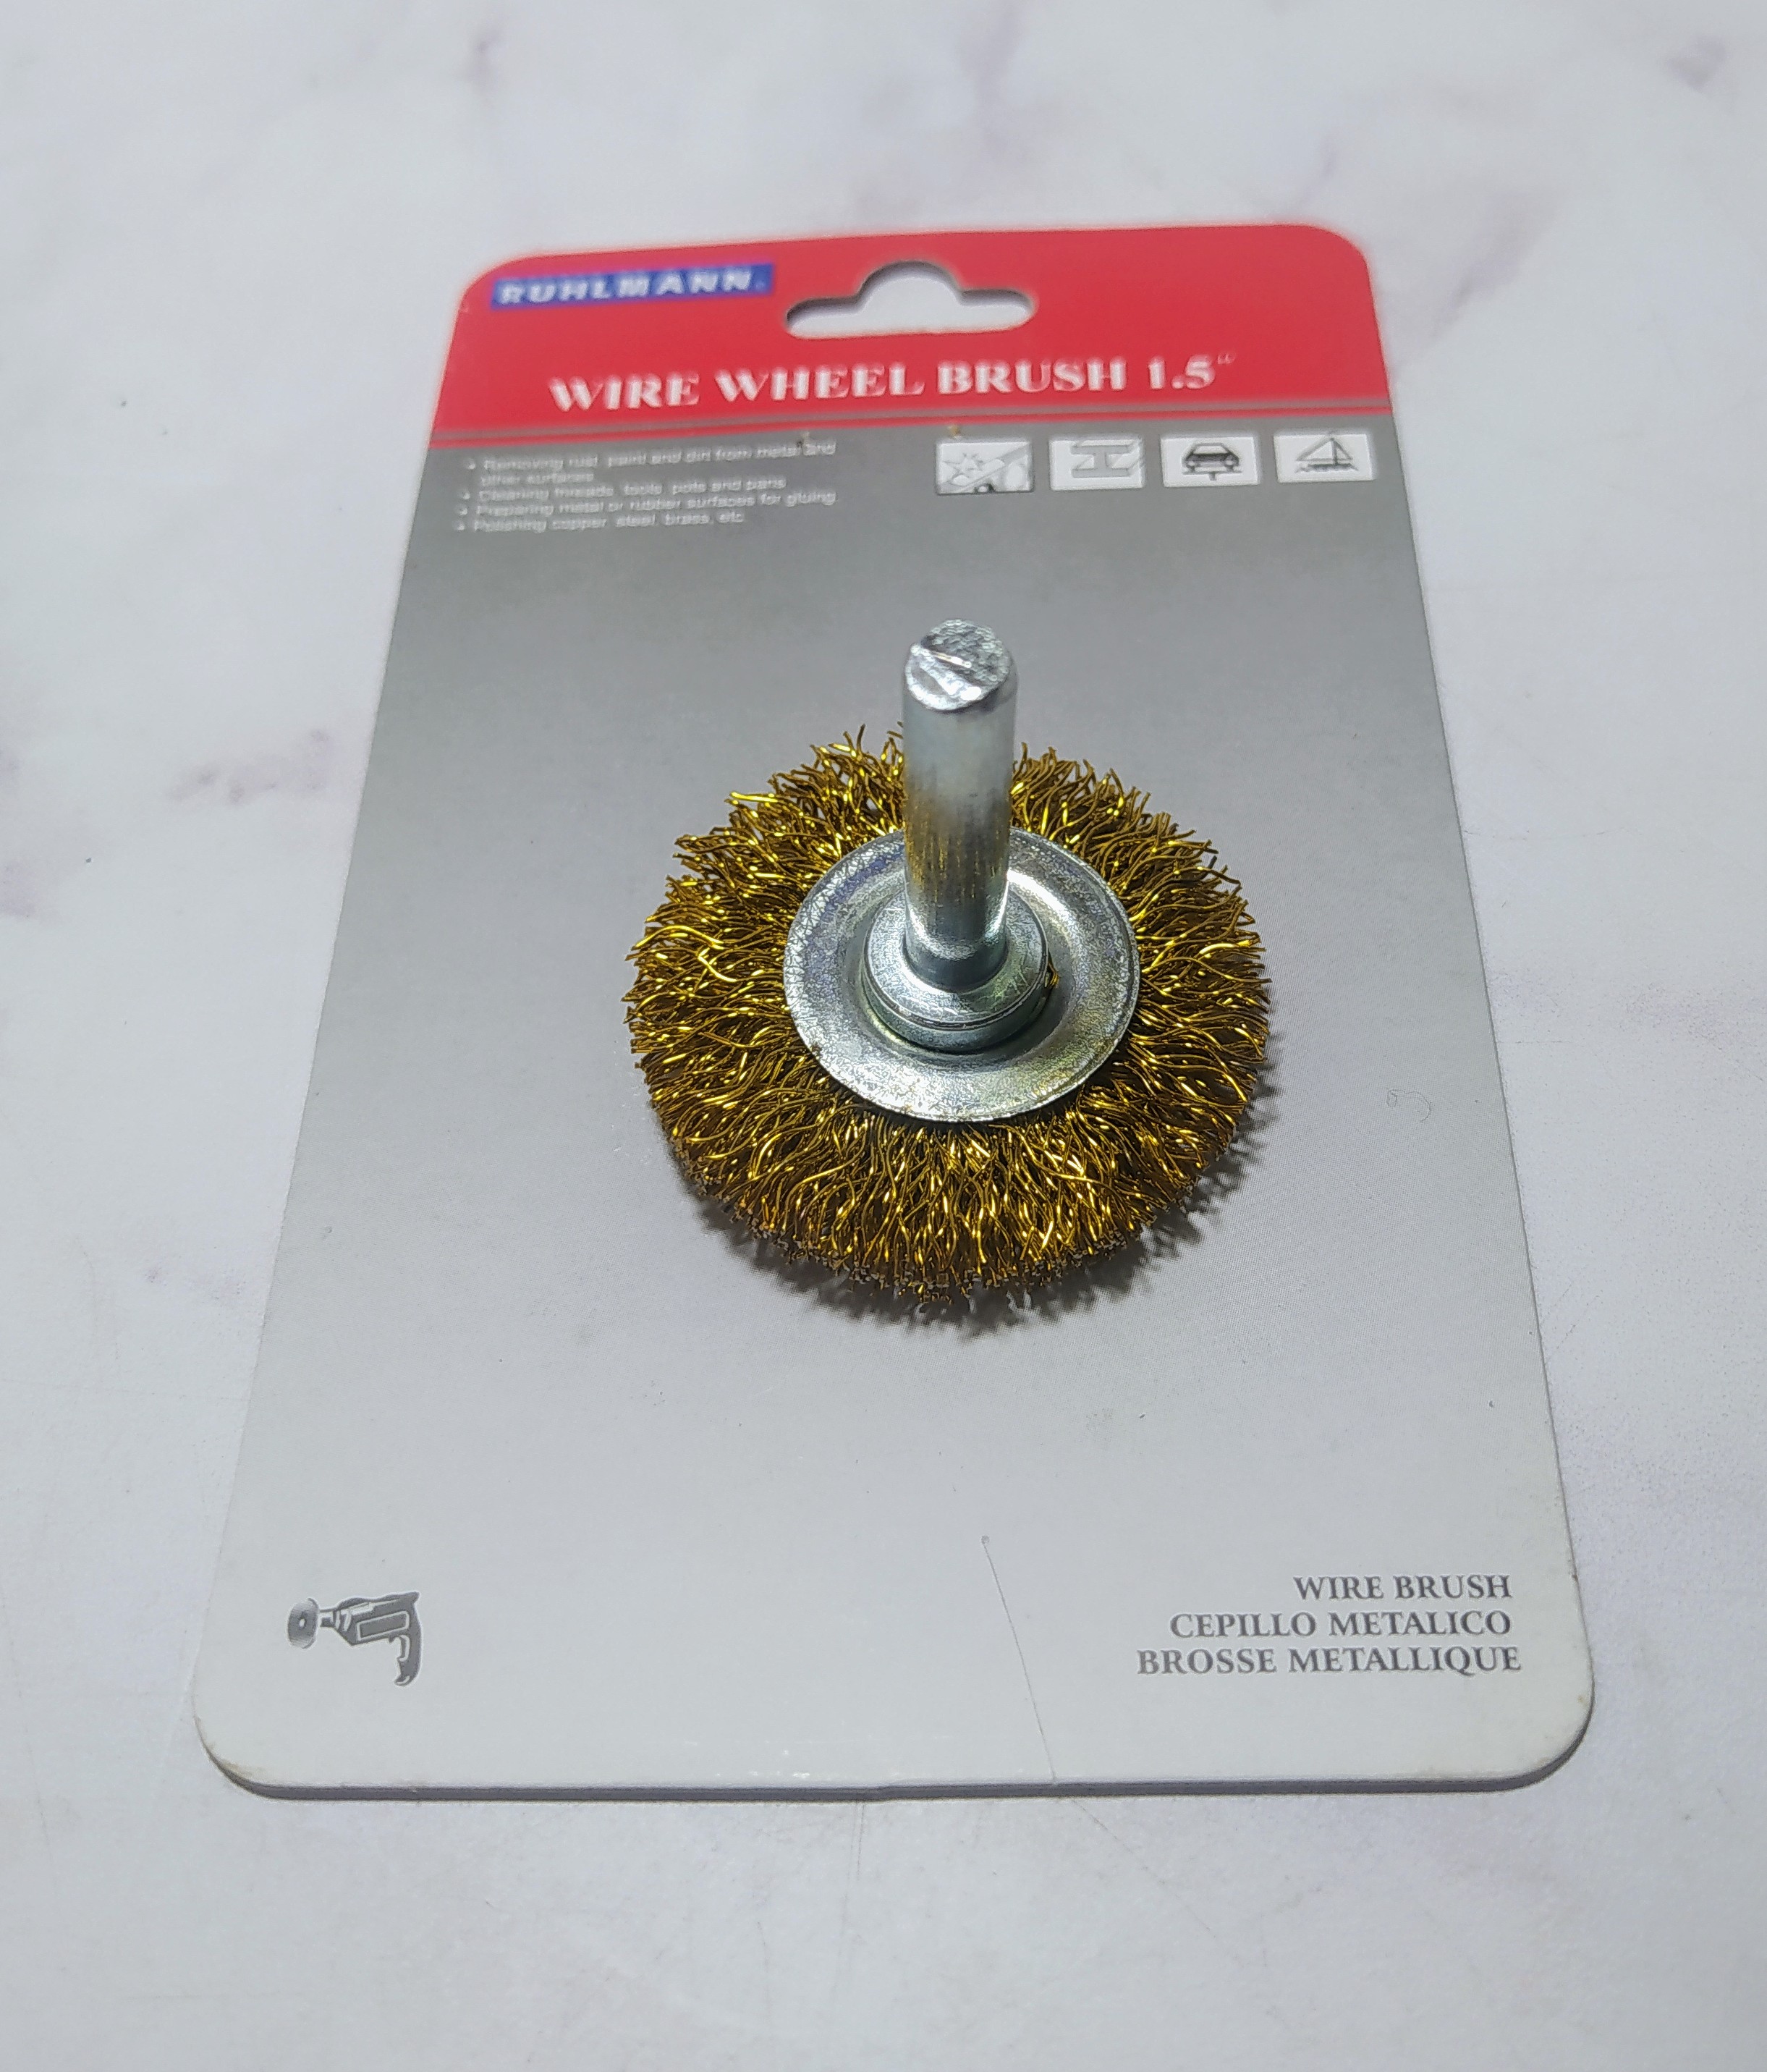 RUHLMANN
WIRE WHEEL BRUSH 1.5"
Removing rust, paint and dirt from metal and
other surfaces
Cleaning threads, tools, pots and pans
Preparing metal or rubber surfaces for gluing
Polishing copper, steel, brass, etc
WIRE BRUSH
CEPILLO METALICO
BROSSE METALLIQUE